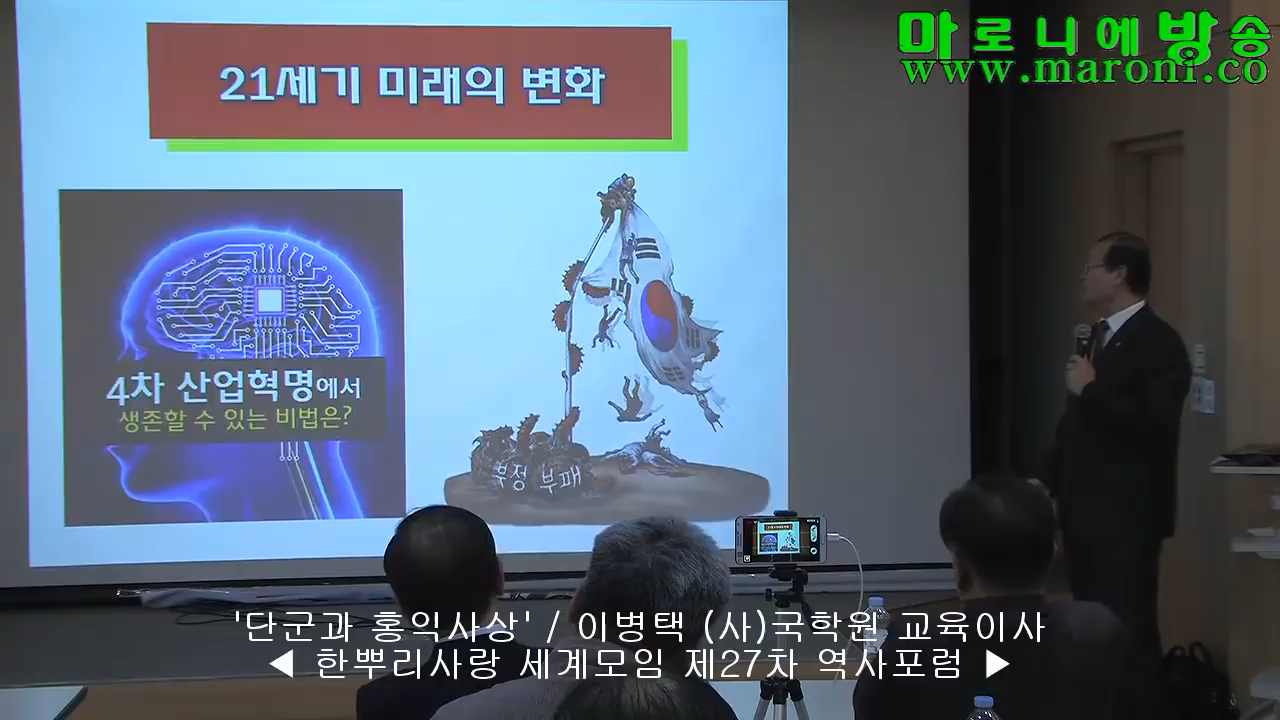 마로니에방송
www.maroni.co
21세기 미래의 변화
4차 산업혁명에서
생존할 수 있는 비법은?
부정 부패
'단군과 홍익사상' / 이병택 (사)국학원 교육이사
◀ 한뿌리사랑 세계모임 제27차 역사포럼 ▶